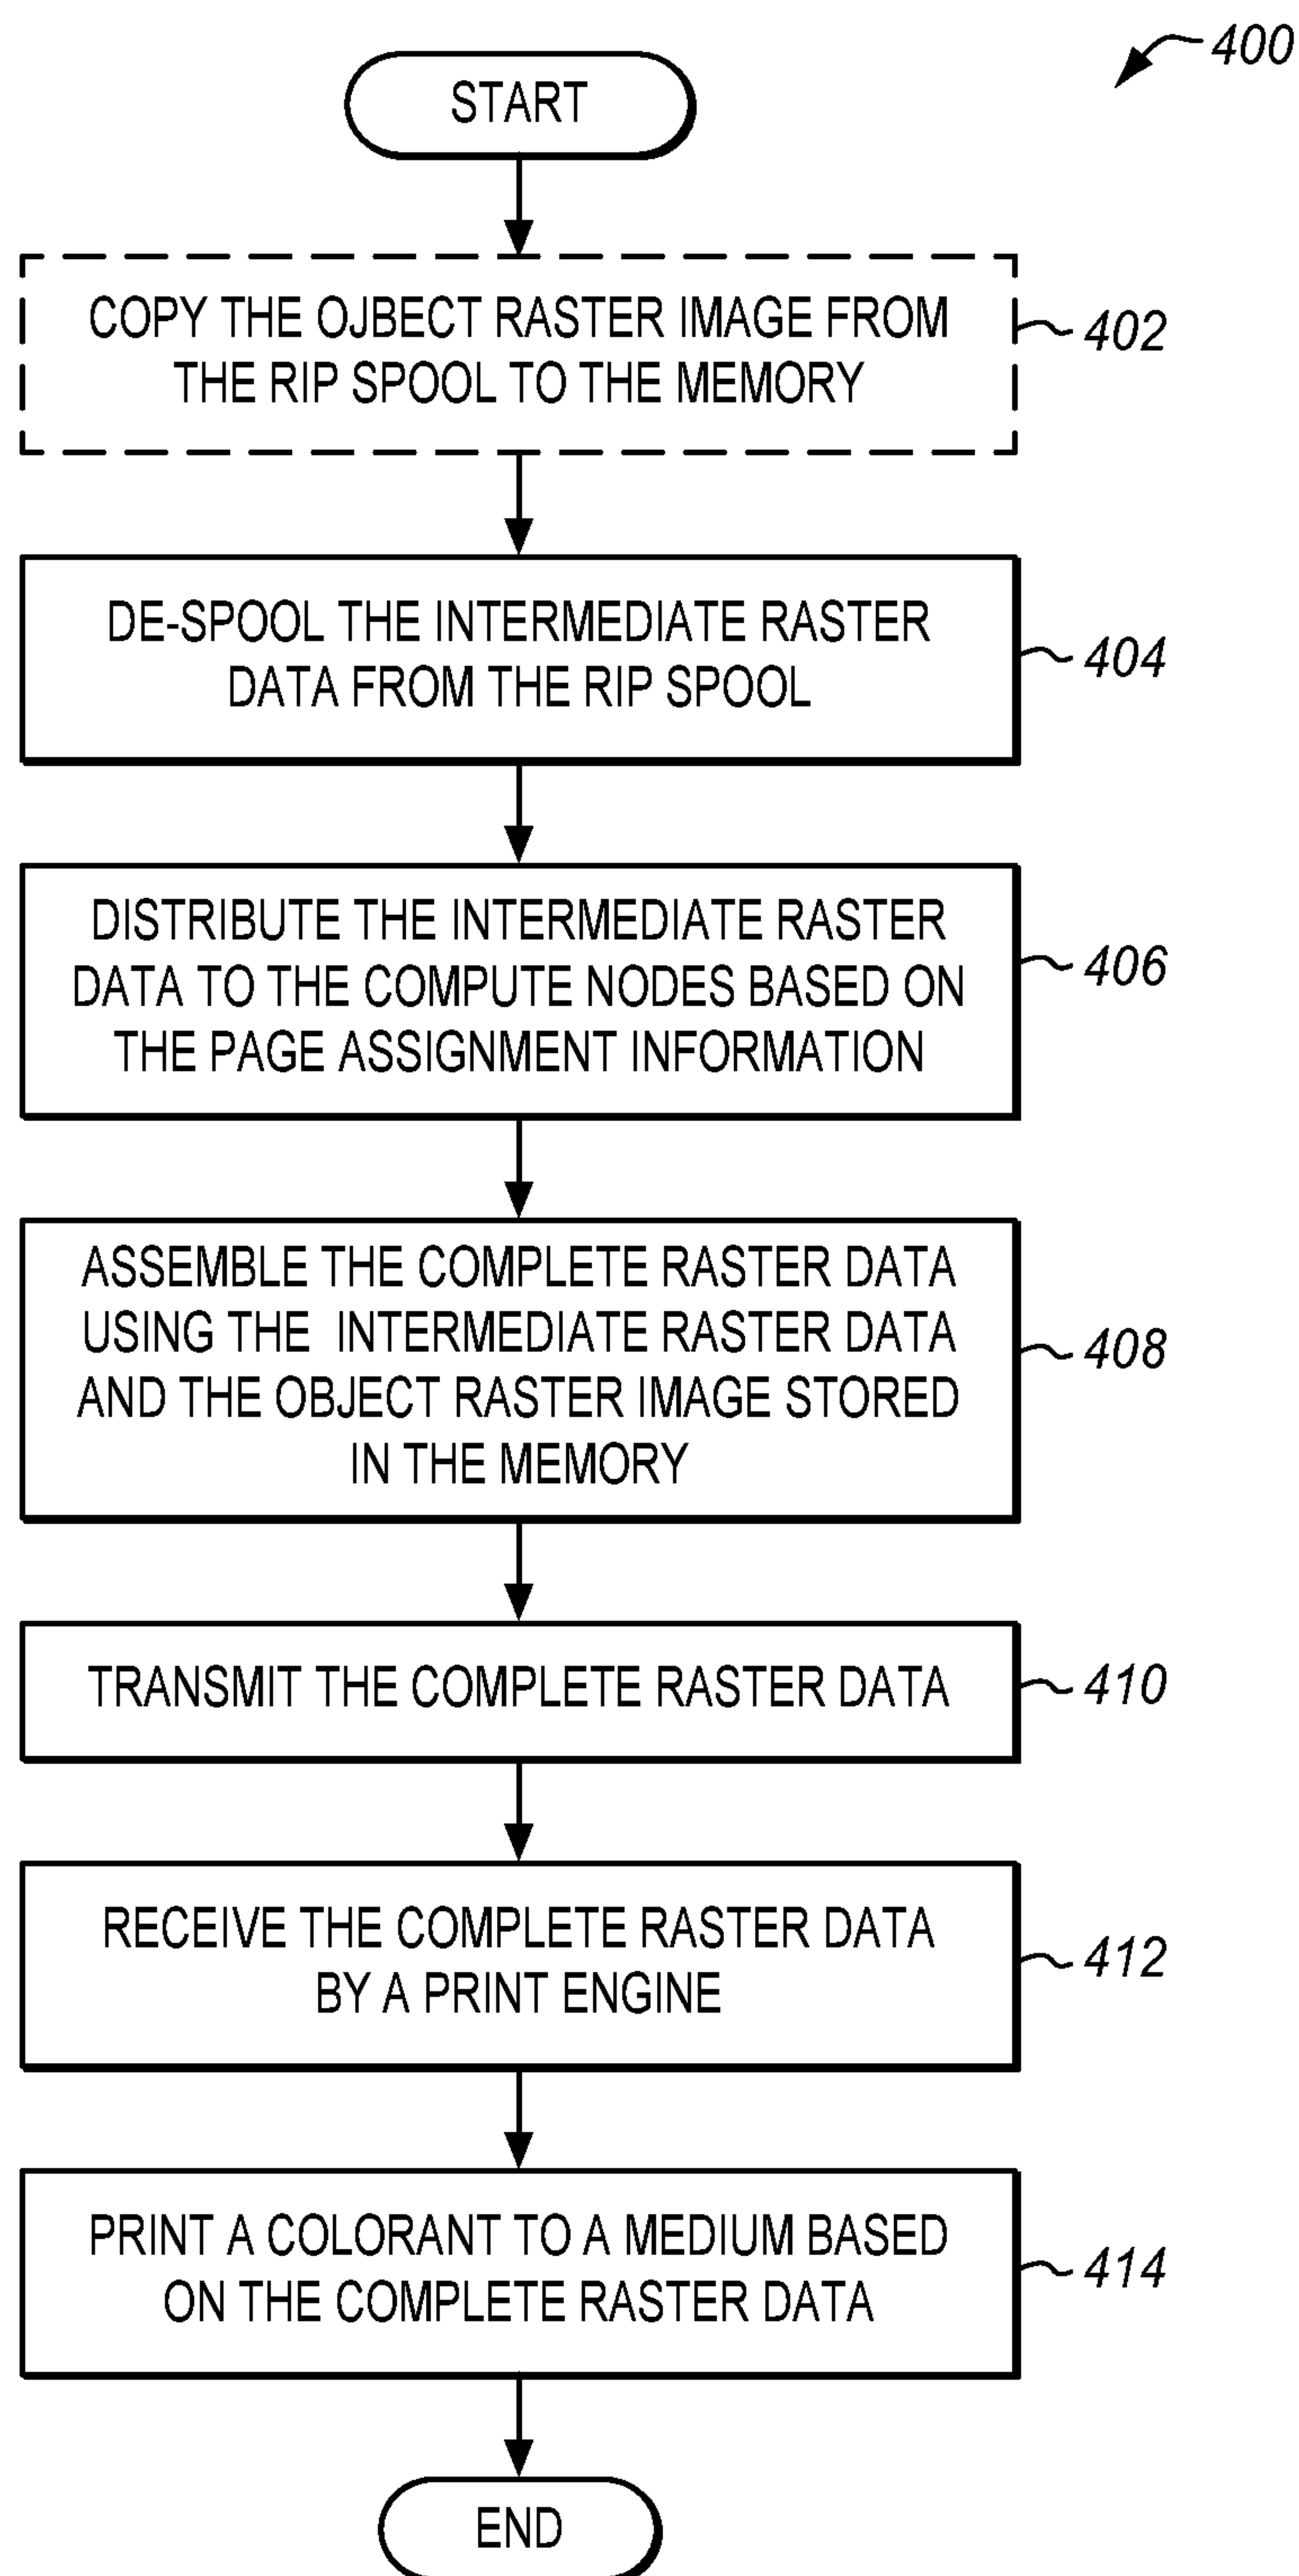 400
START
COPY THE OJBECT RASTER IMAGE FROM
THE RIP SPOOL TO THE MEMORY
402
DE-SPOOL THE INTERMEDIATE RASTER
DATA FROM THE RIP SPOOL
404
DISTRIBUTE THE INTERMEDIATE RASTER
DATA TO THE COMPUTE NODES BASED ON
THE PAGE ASSIGNMENT INFORMATION
406
ASSEMBLE THE COMPLETE RASTER DATA
USING THE INTERMEDIATE RASTER DATA
AND THE OBJECT RASTER IMAGE STORED
IN THE MEMORY
408
TRANSMIT THE COMPLETE RASTER DATA
410
RECEIVE THE COMPLETE RASTER DATA
BY A PRINT ENGINE
412
PRINT A COLORANT TO A MEDIUM BASED
ON THE COMPLETE RASTER DATA
414
END